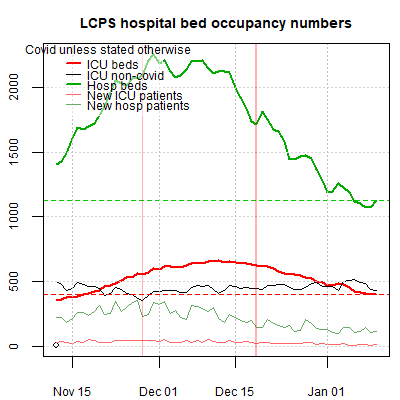 LCPS hospital bed occupancy numbers
Covid unless stated otherwise
ICU beds
ICU non-covid
Hosp beds
New ICU patients
New hosp patients
2000
1500
1000
500
0
Nov 15
Dec 01
Dec 15
Jan 01